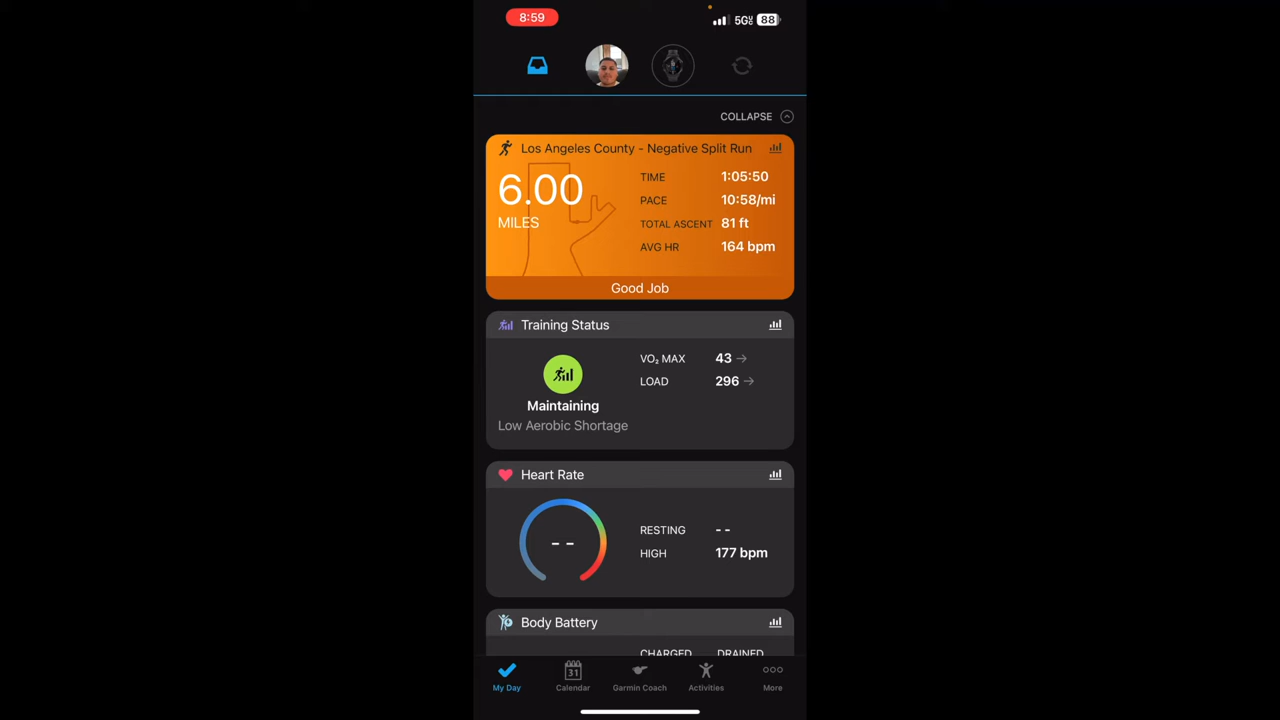 8:59
5G 88
COLLAPSE
Los Angeles County - Negative Split Run
6.00
MILES
TIME 1:05:50
PACE 10:58/mi
TOTAL ASCENT 81 ft
AVG HR 164 bpm
Good Job
Training Status
VO₂ MAX 43
LOAD 296
Maintaining
Low Aerobic Shortage
Heart Rate
- -
RESTING - -
HIGH 177 bpm
Body Battery
CHARGED DRAINED
31
My Day Calendar Garmin Coach Activities More